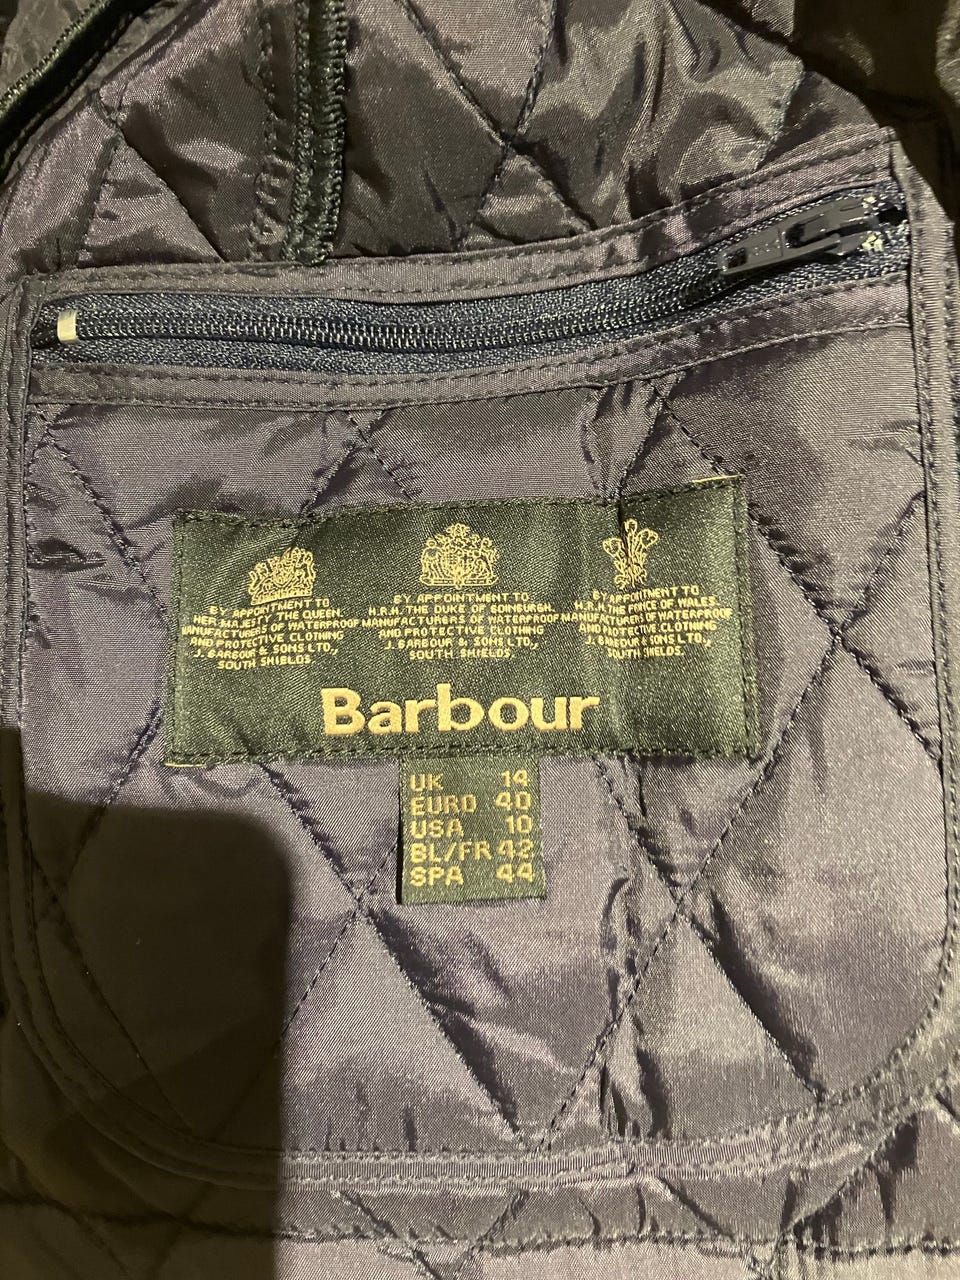 BY APPOINTMENT TO
HER MAJESTY THE QUEEN.
MANUFACTURERS OF WATERPROOF
AND PROTECTIVE CLOTHING
J. BARBOUR & SONS LTD.,
SOUTH SHIELDS.
BY APPOINTMENT TO
H.R.H. THE DUKE OF EDINBURGH.
MANUFACTURERS OF WATERPROOF
AND PROTECTIVE CLOTHING
J. BARBOUR & SONS LTD.,
SOUTH SHIELDS.
BY APPOINTMENT TO
H.R.H. THE PRINCE OF WALES.
MANUFACTURERS OF WATERPROOF
AND PROTECTIVE CLOTHING
J. BARBOUR & SONS LTD.,
SOUTH SHIELDS.
Barbour
UK 14
EURO 40
USA 10
BL/FR 42
SPA 44